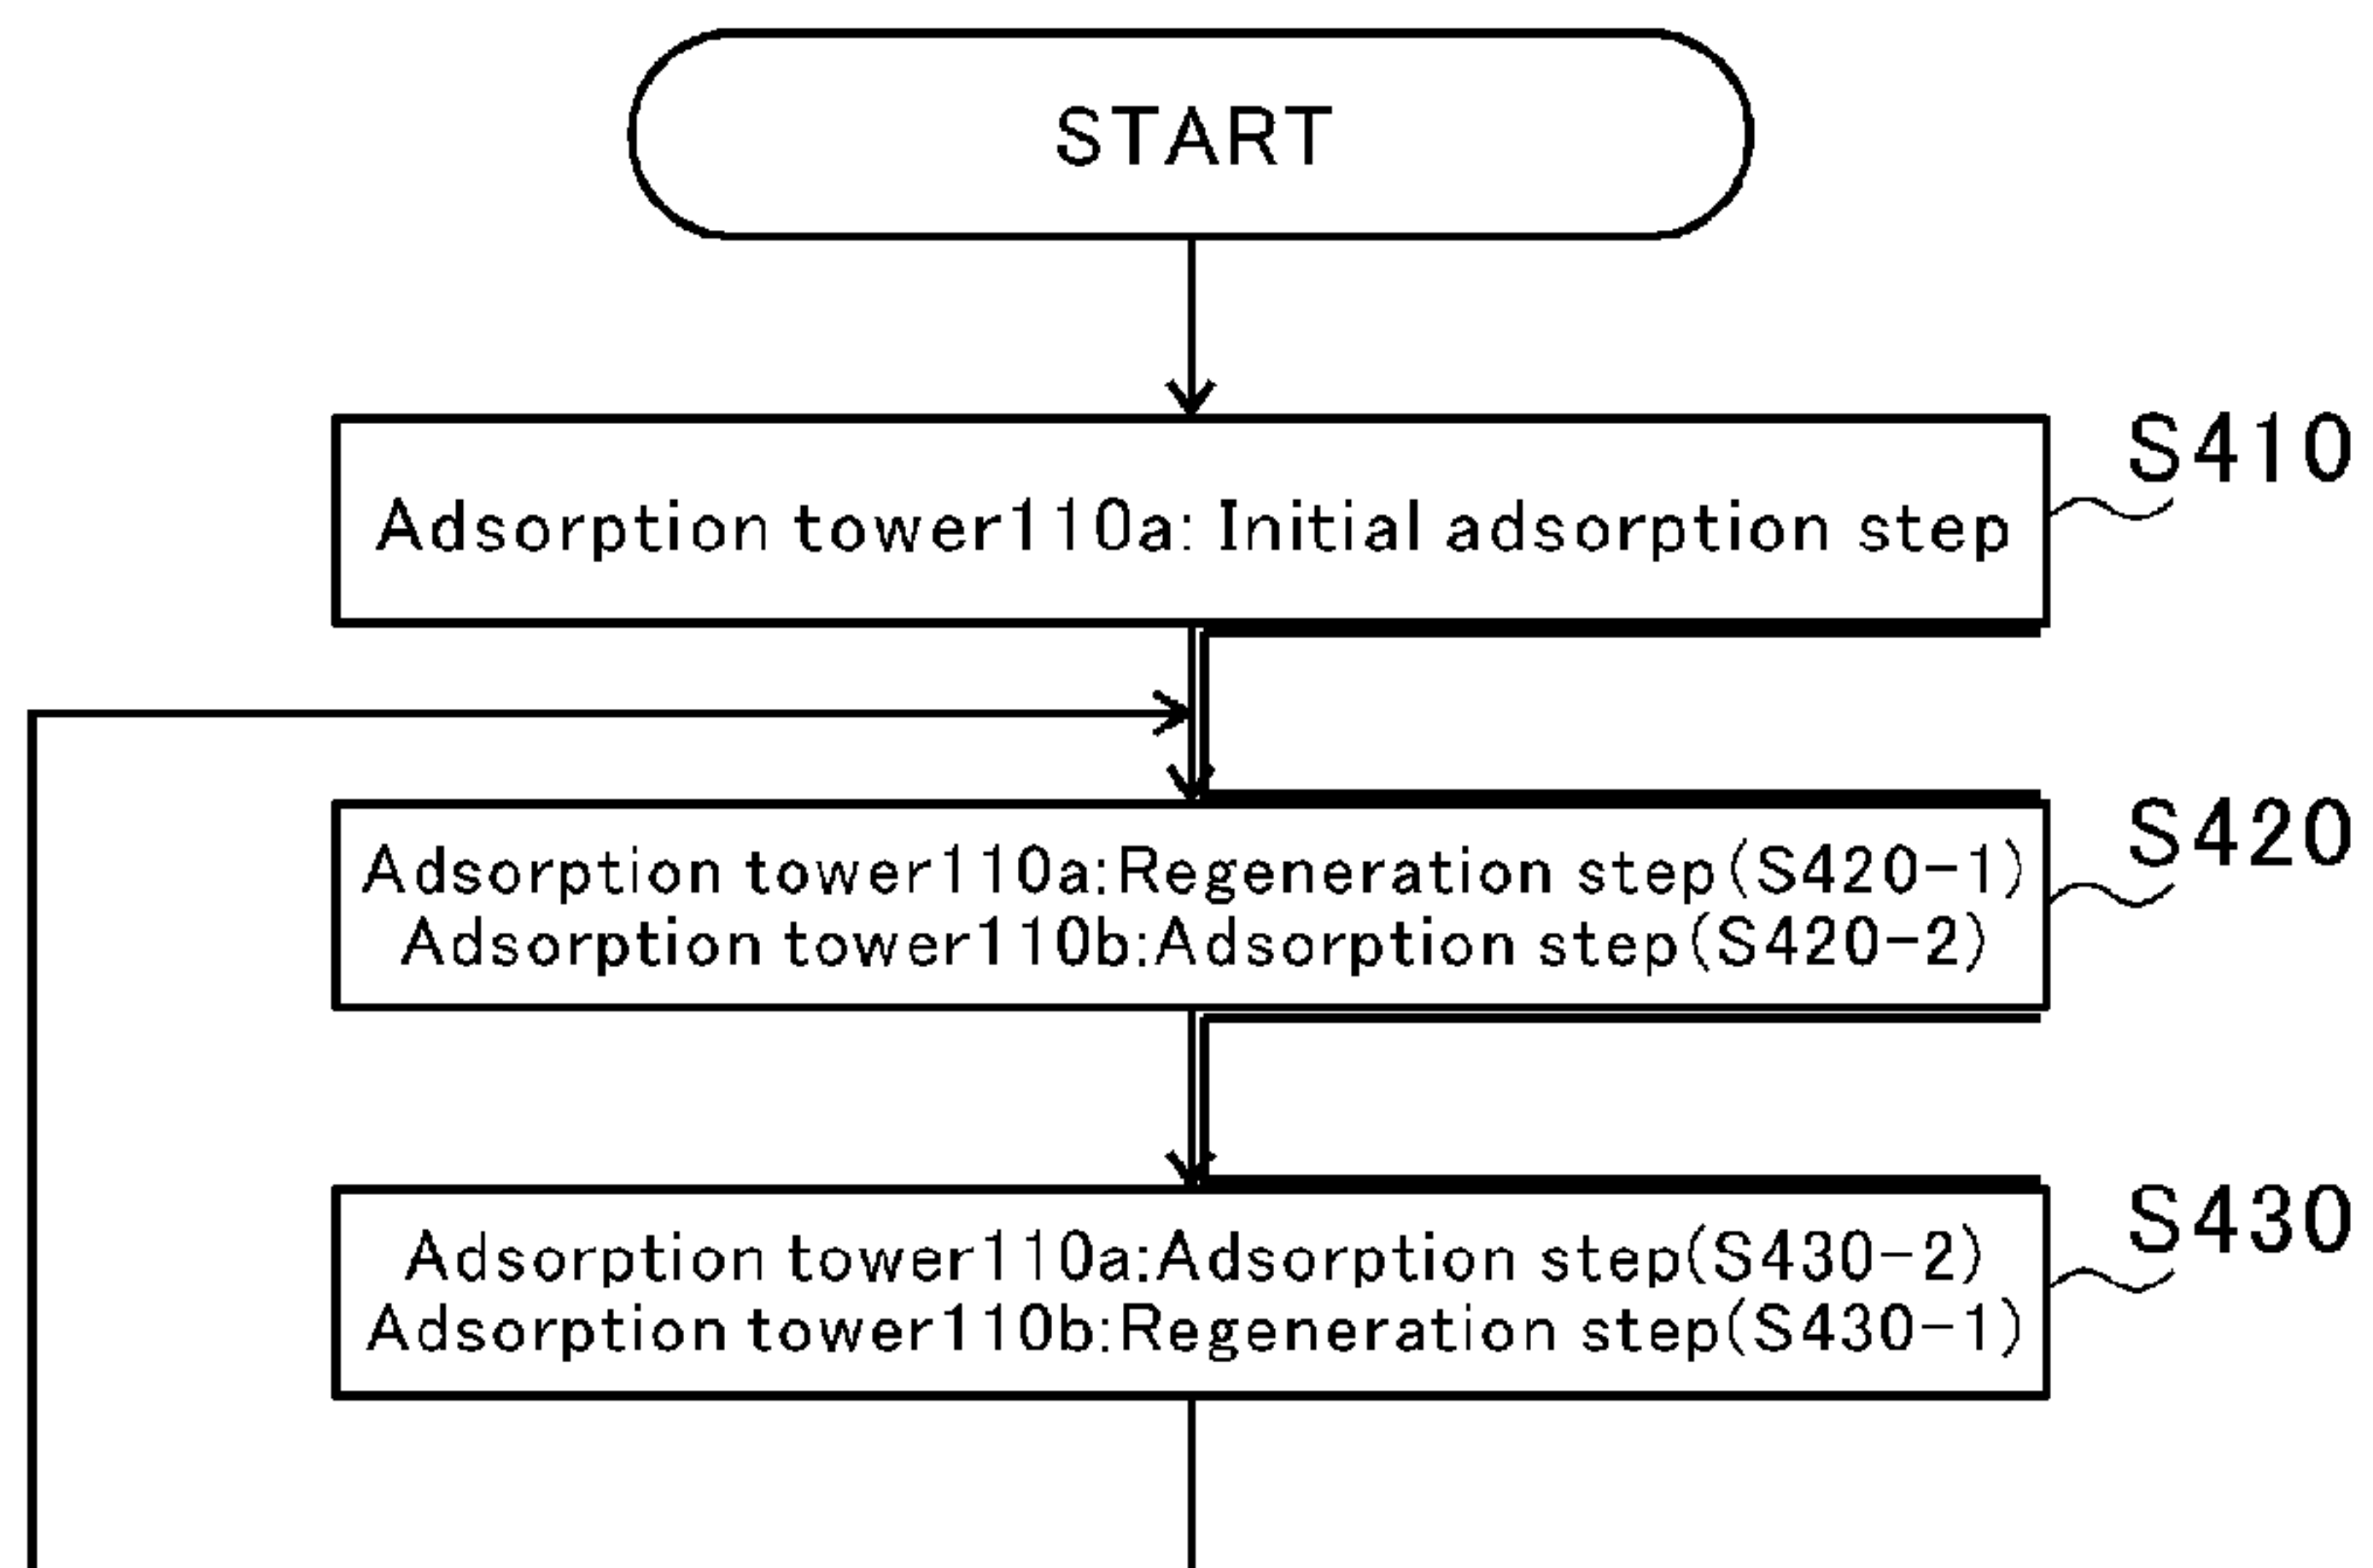 START
S410
Adsorption tower110a: Initial adsorption step
S420
Adsorption tower110a:Regeneration step(S420-1)
Adsorption tower110b:Adsorption step(S420-2)
S430
Adsorption tower110a:Adsorption step(S430-2)
Adsorption tower110b:Regeneration step(S430-1)